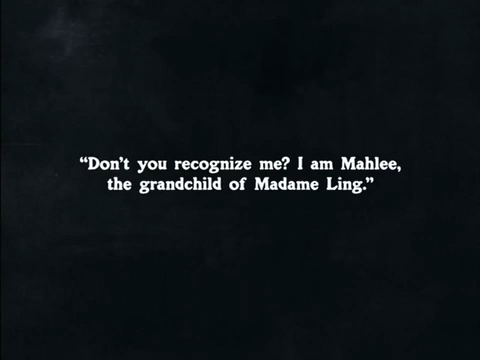 “Don’t you recognize me? I am Mahlee,
the grandchild of Madame Ling.”